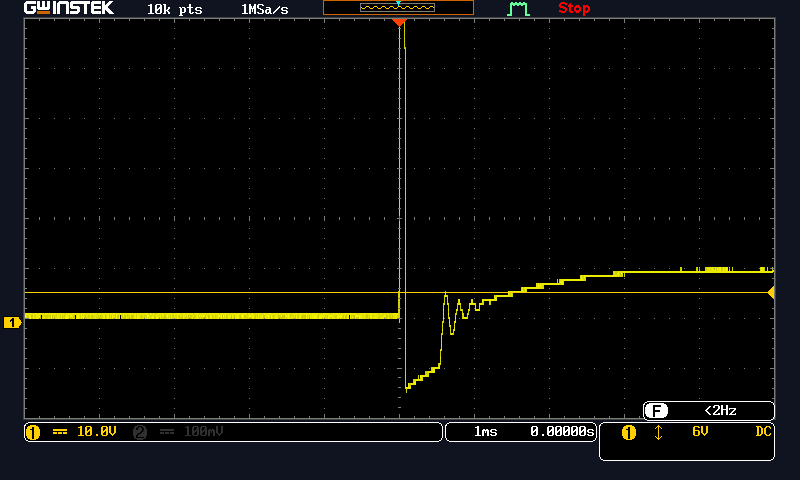 GWINSTEK 10k pts 1MSa/s Stop
1
F <2Hz
1 10.0V 2 100mV 1ms 0.00000s 1 6V DC